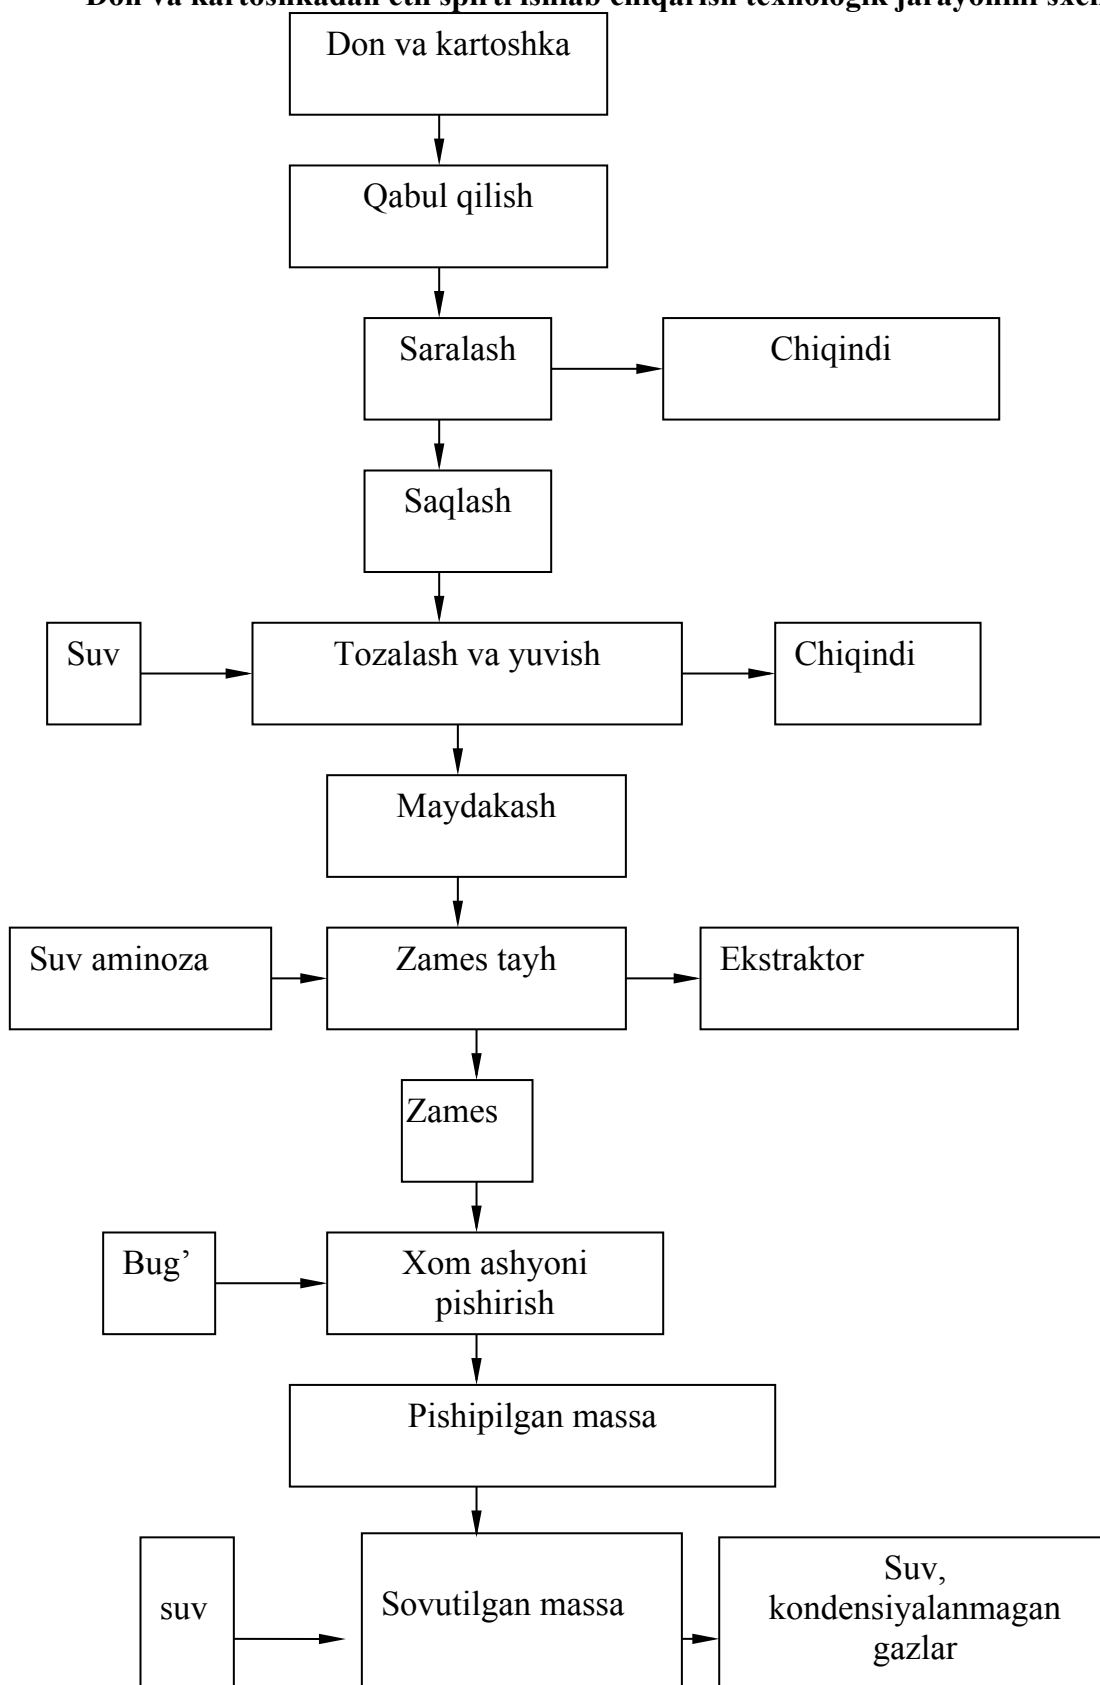 Don va kartoshkadan etil spirti ishlab chiqarish texnologik jarayonini
Don va kartoshka
Qabul qilish
Saralash
Chiqindi
Saqlash
Suv
Tozalash va yuvish
Chiqindi
Maydakash
Suv aminoza
Zames tayh
Ekstraktor
Zames
Bug’
Xom ashyoni
pishirish
Pishipilgan massa
suv
Sovutilgan massa
Suv,
kondensiyalanmagan
gazlar